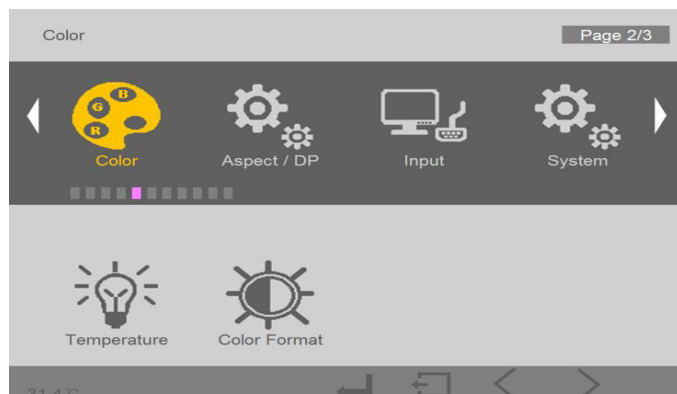 Color
Page 2/3
B
G
R
Color
Aspect / DP
Input
System
Temperature
Color Format